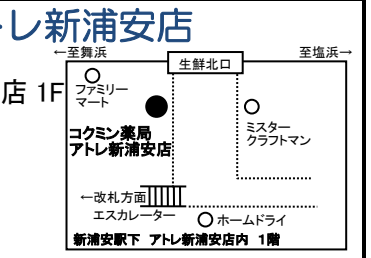 トレ新浦安店
←至舞浜
至塩浜→
生鮮北口
店 1F
ファミリー
マート
ミスター
クラフトマン
コクミン薬局
アトレ新浦安店
←改札方面
エスカレーター
ホームドライ
新浦安駅下 アトレ新浦安店内 1階